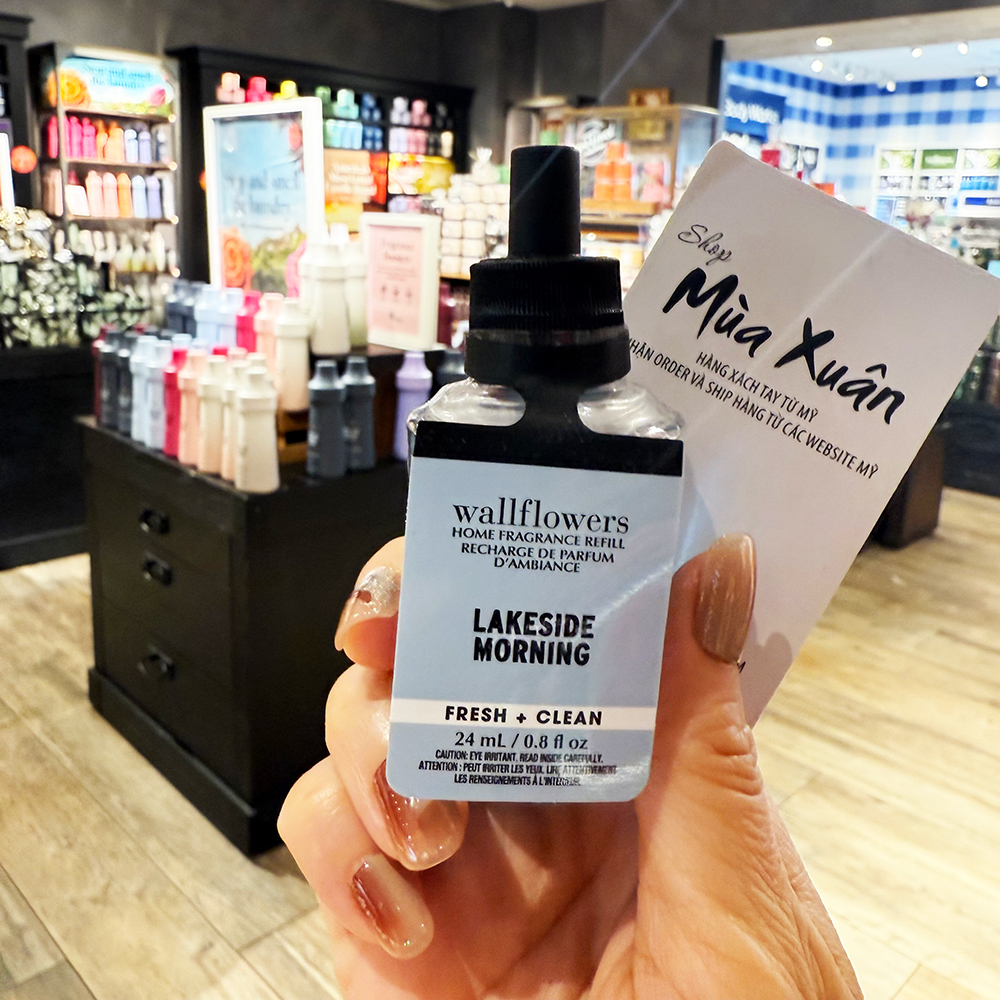 Shop
Mùa Xuân
HÀNG XÁCH TAY TỪ MỸ
NHẬN ORDER VÀ SHIP HÀNG TỪ CÁC WEBSITE MỸ
wallflowers
HOME FRAGRANCE REFILL
RECHARGE DE PARFUM
D'AMBIANCE
LAKESIDE
MORNING
FRESH + CLEAN
24 mL / 0.8 fl oz
CAUTION: EYE IRRITANT. READ INSIDE CAREFULLY.
ATTENTION : PEUT IRRITER LES YEUX. LIRE ATTENTIVEMENT
LES RENSEIGNEMENTS À L'INTÉRIEUR.